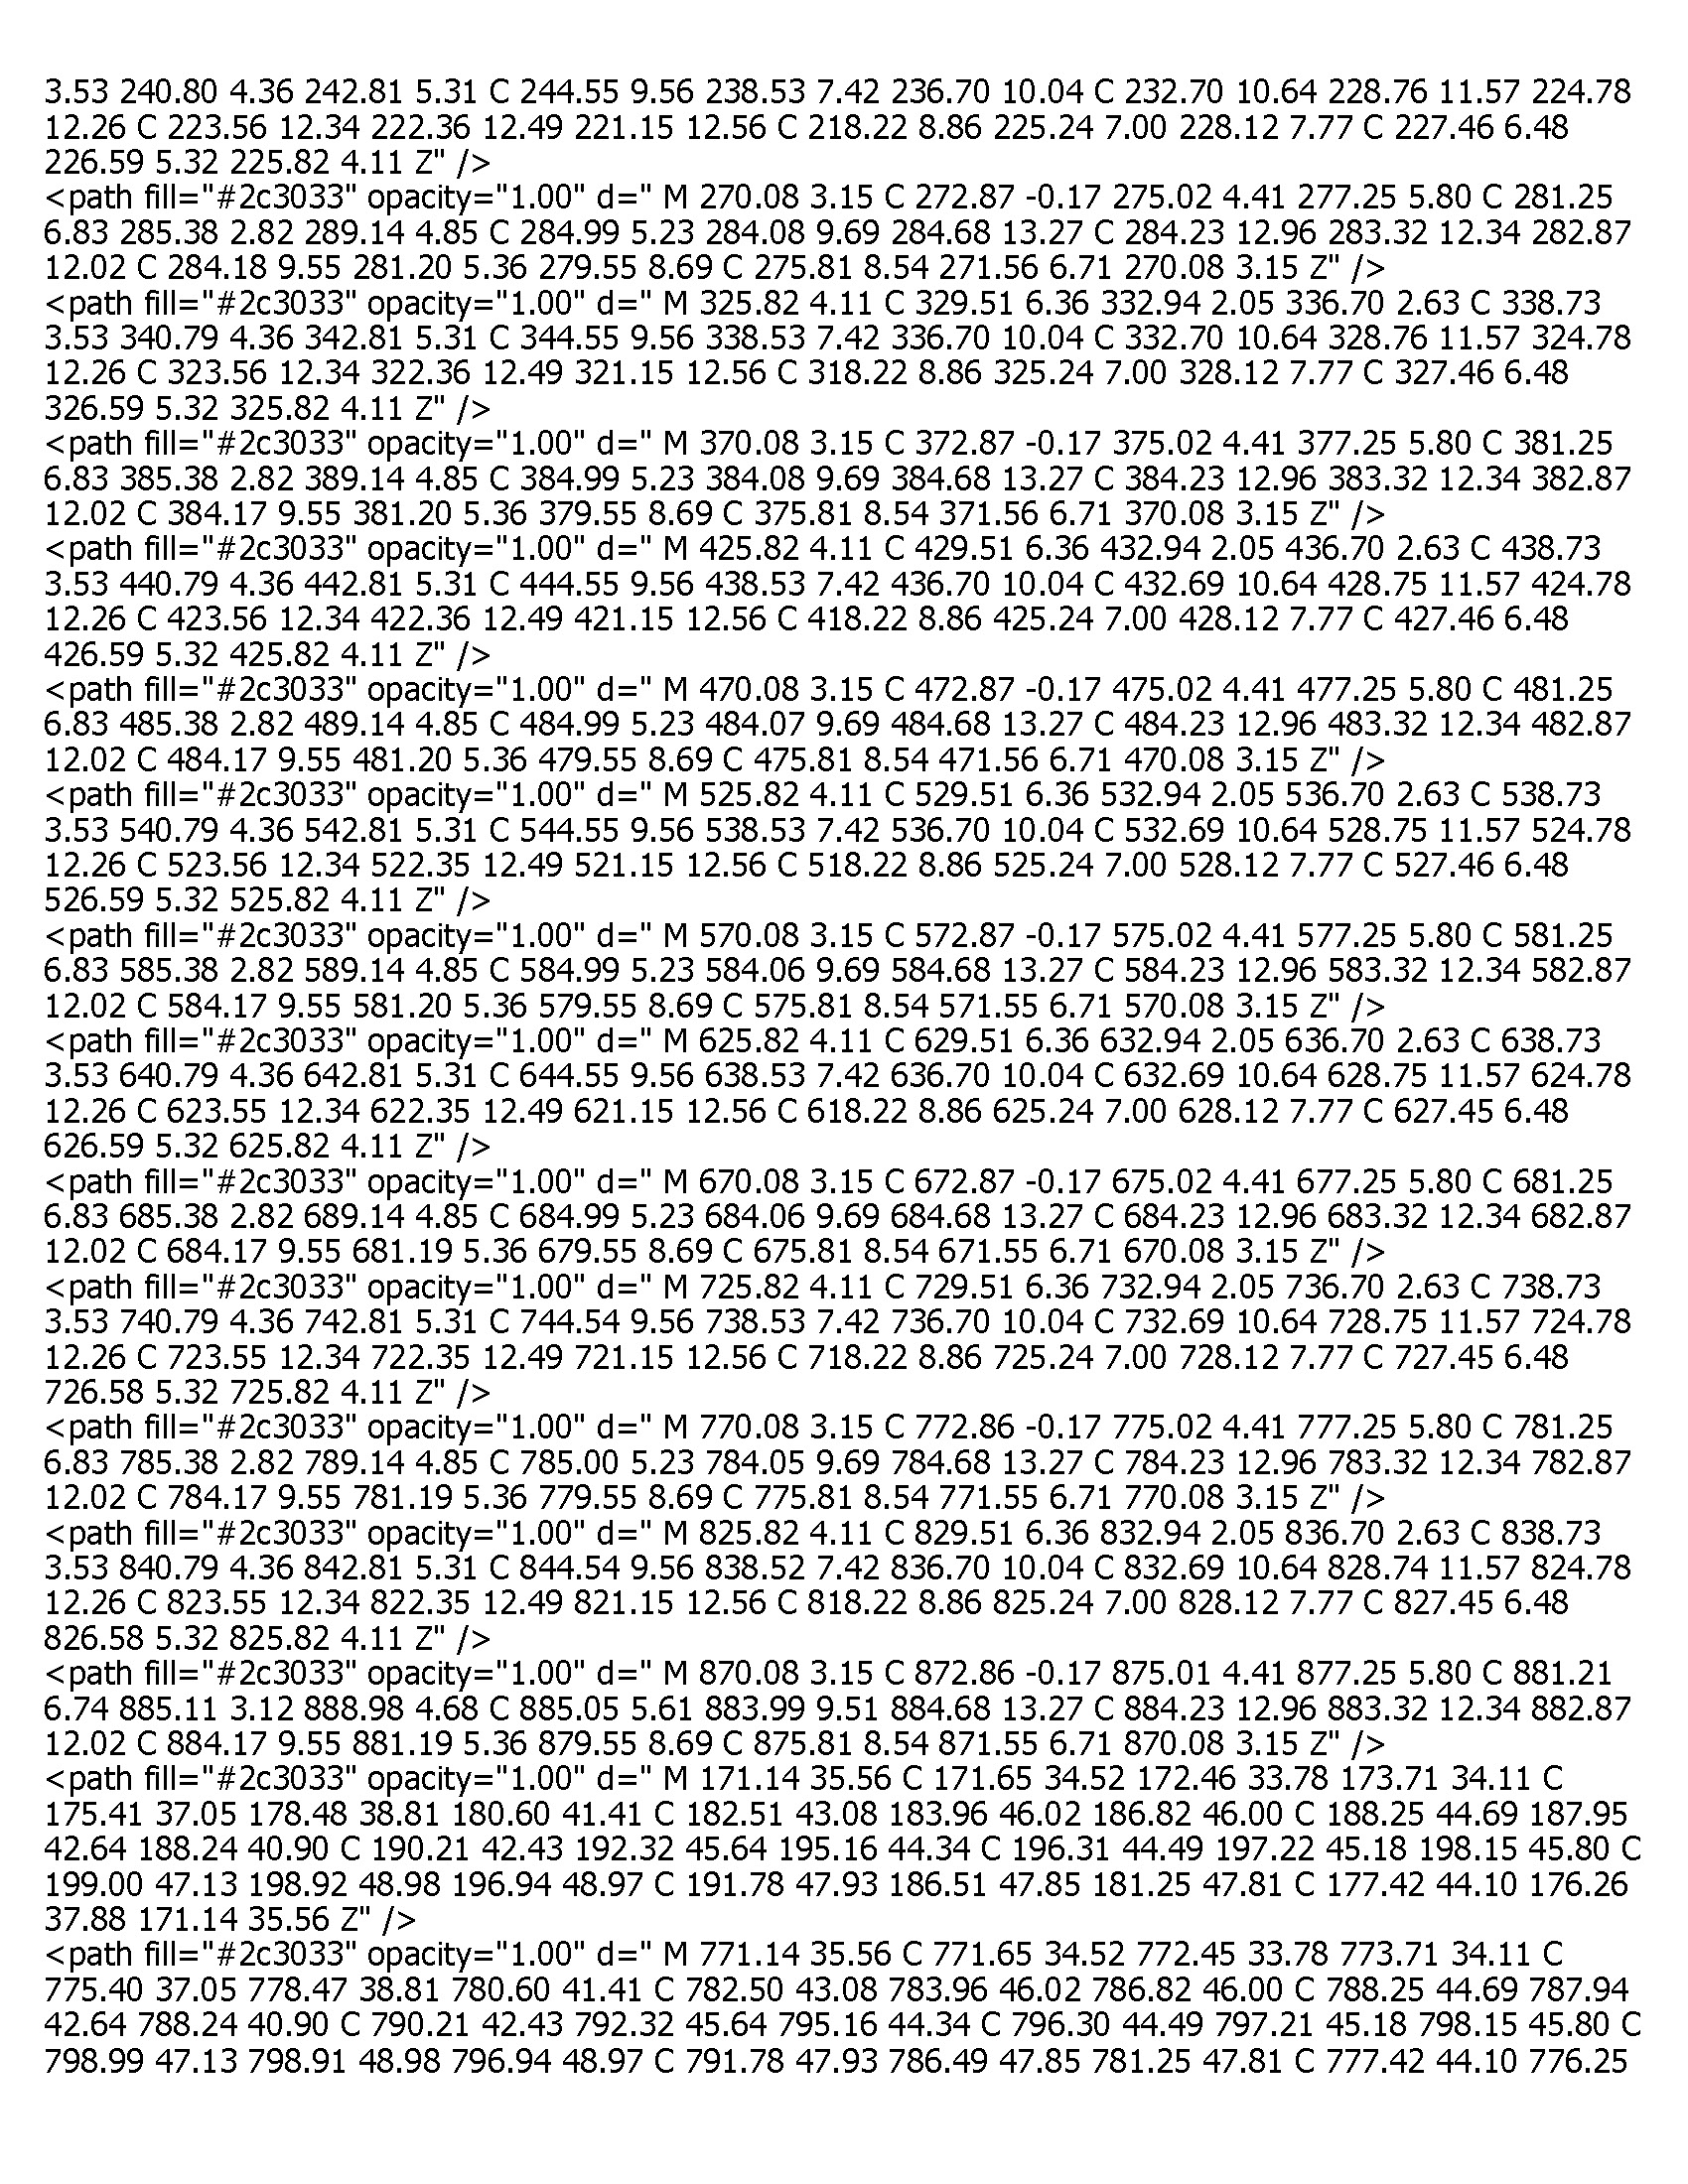 3.53 240.80 4.36 242.81 5.31 C 244.55 9.56 238.53 7.42 236.70 10.04 C 232.70 10.64 228.76 11.57 224.78
12.26 C 223.56 12.34 222.36 12.49 221.15 12.56 C 218.22 8.86 225.24 7.00 228.12 7.77 C 227.46 6.48
226.59 5.32 225.82 4.11 Z" />
<path fill="#2c3033" opacity="1.00" d=" M 270.08 3.15 C 272.87 -0.17 275.02 4.41 277.25 5.80 C 281.25
6.83 285.38 2.82 289.14 4.85 C 284.99 5.23 284.08 9.69 284.68 13.27 C 284.23 12.96 283.32 12.34 282.87
12.02 C 284.18 9.55 281.20 5.36 279.55 8.69 C 275.81 8.54 271.56 6.71 270.08 3.15 Z" />
<path fill="#2c3033" opacity="1.00" d=" M 325.82 4.11 C 329.51 6.36 332.94 2.05 336.70 2.63 C 338.73
3.53 340.79 4.36 342.81 5.31 C 344.55 9.56 338.53 7.42 336.70 10.04 C 332.70 10.64 328.76 11.57 324.78
12.26 C 323.56 12.34 322.36 12.49 321.15 12.56 C 318.22 8.86 325.24 7.00 328.12 7.77 C 327.46 6.48
326.59 5.32 325.82 4.11 Z" />
<path fill="#2c3033" opacity="1.00" d=" M 370.08 3.15 C 372.87 -0.17 375.02 4.41 377.25 5.80 C 381.25
6.83 385.38 2.82 389.14 4.85 C 384.99 5.23 384.08 9.69 384.68 13.27 C 384.23 12.96 383.32 12.34 382.87
12.02 C 384.17 9.55 381.20 5.36 379.55 8.69 C 375.81 8.54 371.56 6.71 370.08 3.15 Z" />
<path fill="#2c3033" opacity="1.00" d=" M 425.82 4.11 C 429.51 6.36 432.94 2.05 436.70 2.63 C 438.73
3.53 440.79 4.36 442.81 5.31 C 444.55 9.56 438.53 7.42 436.70 10.04 C 432.69 10.64 428.75 11.57 424.78
12.26 C 423.56 12.34 422.36 12.49 421.15 12.56 C 418.22 8.86 425.24 7.00 428.12 7.77 C 427.46 6.48
426.59 5.32 425.82 4.11 Z" />
<path fill="#2c3033" opacity="1.00" d=" M 470.08 3.15 C 472.87 -0.17 475.02 4.41 477.25 5.80 C 481.25
6.83 485.38 2.82 489.14 4.85 C 484.99 5.23 484.07 9.69 484.68 13.27 C 484.23 12.96 483.32 12.34 482.87
12.02 C 484.17 9.55 481.20 5.36 479.55 8.69 C 475.81 8.54 471.56 6.71 470.08 3.15 Z" />
<path fill="#2c3033" opacity="1.00" d=" M 525.82 4.11 C 529.51 6.36 532.94 2.05 536.70 2.63 C 538.73
3.53 540.79 4.36 542.81 5.31 C 544.55 9.56 538.53 7.42 536.70 10.04 C 532.69 10.64 528.75 11.57 524.78
12.26 C 523.56 12.34 522.35 12.49 521.15 12.56 C 518.22 8.86 525.24 7.00 528.12 7.77 C 527.46 6.48
526.59 5.32 525.82 4.11 Z" />
<path fill="#2c3033" opacity="1.00" d=" M 570.08 3.15 C 572.87 -0.17 575.02 4.41 577.25 5.80 C 581.25
6.83 585.38 2.82 589.14 4.85 C 584.99 5.23 584.06 9.69 584.68 13.27 C 584.23 12.96 583.32 12.34 582.87
12.02 C 584.17 9.55 581.20 5.36 579.55 8.69 C 575.81 8.54 571.55 6.71 570.08 3.15 Z" />
<path fill="#2c3033" opacity="1.00" d=" M 625.82 4.11 C 629.51 6.36 632.94 2.05 636.70 2.63 C 638.73
3.53 640.79 4.36 642.81 5.31 C 644.55 9.56 638.53 7.42 636.70 10.04 C 632.69 10.64 628.75 11.57 624.78
12.26 C 623.55 12.34 622.35 12.49 621.15 12.56 C 618.22 8.86 625.24 7.00 628.12 7.77 C 627.45 6.48
626.59 5.32 625.82 4.11 Z" />
<path fill="#2c3033" opacity="1.00" d=" M 670.08 3.15 C 672.87 -0.17 675.02 4.41 677.25 5.80 C 681.25
6.83 685.38 2.82 689.14 4.85 C 684.99 5.23 684.06 9.69 684.68 13.27 C 684.23 12.96 683.32 12.34 682.87
12.02 C 684.17 9.55 681.19 5.36 679.55 8.69 C 675.81 8.54 671.55 6.71 670.08 3.15 Z" />
<path fill="#2c3033" opacity="1.00" d=" M 725.82 4.11 C 729.51 6.36 732.94 2.05 736.70 2.63 C 738.73
3.53 740.79 4.36 742.81 5.31 C 744.54 9.56 738.53 7.42 736.70 10.04 C 732.69 10.64 728.75 11.57 724.78
12.26 C 723.55 12.34 722.35 12.49 721.15 12.56 C 718.22 8.86 725.24 7.00 728.12 7.77 C 727.45 6.48
726.58 5.32 725.82 4.11 Z" />
<path fill="#2c3033" opacity="1.00" d=" M 770.08 3.15 C 772.86 -0.17 775.02 4.41 777.25 5.80 C 781.25
6.83 785.38 2.82 789.14 4.85 C 785.00 5.23 784.05 9.69 784.68 13.27 C 784.23 12.96 783.32 12.34 782.87
12.02 C 784.17 9.55 781.19 5.36 779.55 8.69 C 775.81 8.54 771.55 6.71 770.08 3.15 Z" />
<path fill="#2c3033" opacity="1.00" d=" M 825.82 4.11 C 829.51 6.36 832.94 2.05 836.70 2.63 C 838.73
3.53 840.79 4.36 842.81 5.31 C 844.54 9.56 838.52 7.42 836.70 10.04 C 832.69 10.64 828.74 11.57 824.78
12.26 C 823.55 12.34 822.35 12.49 821.15 12.56 C 818.22 8.86 825.24 7.00 828.12 7.77 C 827.45 6.48
826.58 5.32 825.82 4.11 Z" />
<path fill="#2c3033" opacity="1.00" d=" M 870.08 3.15 C 872.86 -0.17 875.01 4.41 877.25 5.80 C 881.21
6.74 885.11 3.12 888.98 4.68 C 885.05 5.61 883.99 9.51 884.68 13.27 C 884.23 12.96 883.32 12.34 882.87
12.02 C 884.17 9.55 881.19 5.36 879.55 8.69 C 875.81 8.54 871.55 6.71 870.08 3.15 Z" />
<path fill="#2c3033" opacity="1.00" d=" M 171.14 35.56 C 171.65 34.52 172.46 33.78 173.71 34.11 C
175.41 37.05 178.48 38.81 180.60 41.41 C 182.51 43.08 183.96 46.02 186.82 46.00 C 188.25 44.69 187.95
42.64 188.24 40.90 C 190.21 42.43 192.32 45.64 195.16 44.34 C 196.31 44.49 197.22 45.18 198.15 45.80 C
199.00 47.13 198.92 48.98 196.94 48.97 C 191.78 47.93 186.51 47.85 181.25 47.81 C 177.42 44.10 176.26
37.88 171.14 35.56 Z" />
<path fill="#2c3033" opacity="1.00" d=" M 771.14 35.56 C 771.65 34.52 772.45 33.78 773.71 34.11 C
775.40 37.05 778.47 38.81 780.60 41.41 C 782.50 43.08 783.96 46.02 786.82 46.00 C 788.25 44.69 787.94
42.64 788.24 40.90 C 790.21 42.43 792.32 45.64 795.16 44.34 C 796.30 44.49 797.21 45.18 798.15 45.80 C
798.99 47.13 798.91 48.98 796.94 48.97 C 791.78 47.93 786.49 47.85 781.25 47.81 C 777.42 44.10 776.25